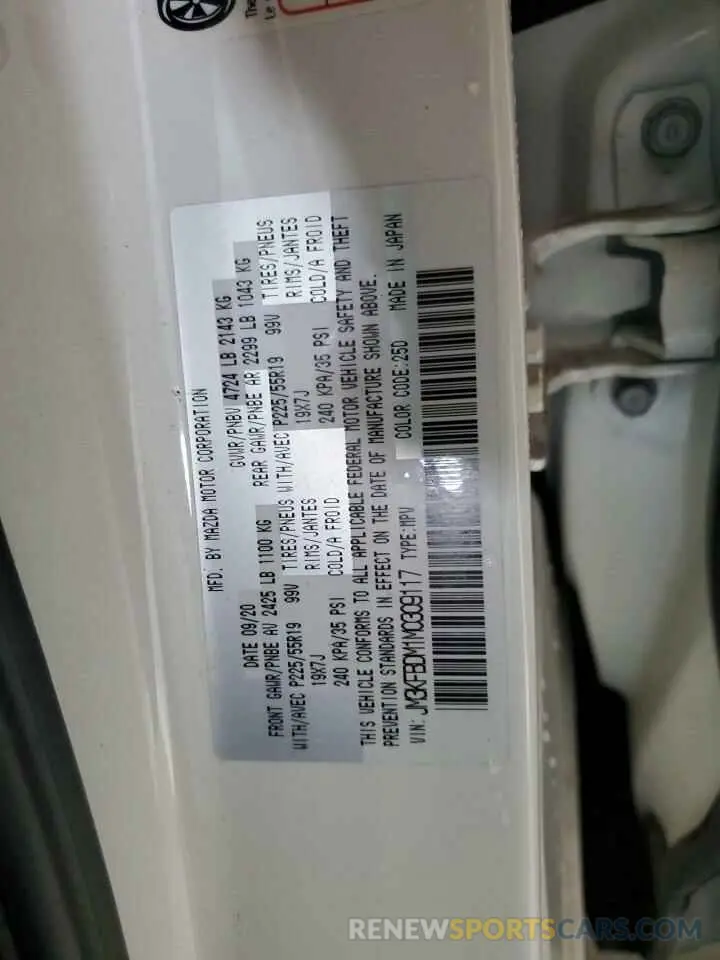 The
Le
MFD. BY MAZDA MOTOR CORPORATION
DATE 09/20 GVWR/PNBV 4724 LB 2143 KG
FRONT GAWR/PNBE AV 2425 LB 1100 KG REAR GAWR/PNBE AR 2299 LB 1043 KG
WITH/AVEC P225/55R19 99V TIRES/PNEUS WITH/AVEC P225/55R19 99V TIRES/PNEUS
19X7J RIMS/JANTES 19X7J RIMS/JANTES
240 KPA/35 PSI COLD/A FROID 240 KPA/35 PSI COLD/A FROID
THIS VEHICLE CONFORMS TO ALL APPLICABLE FEDERAL MOTOR VEHICLE SAFETY AND THEFT
PREVENTION STANDARDS IN EFFECT ON THE DATE OF MANUFACTURE SHOWN ABOVE.
VIN: JM3KFBDM1M0309117 TYPE:MPV COLOR CODE:25D MADE IN JAPAN
RENEWSPORTSCARS.COM